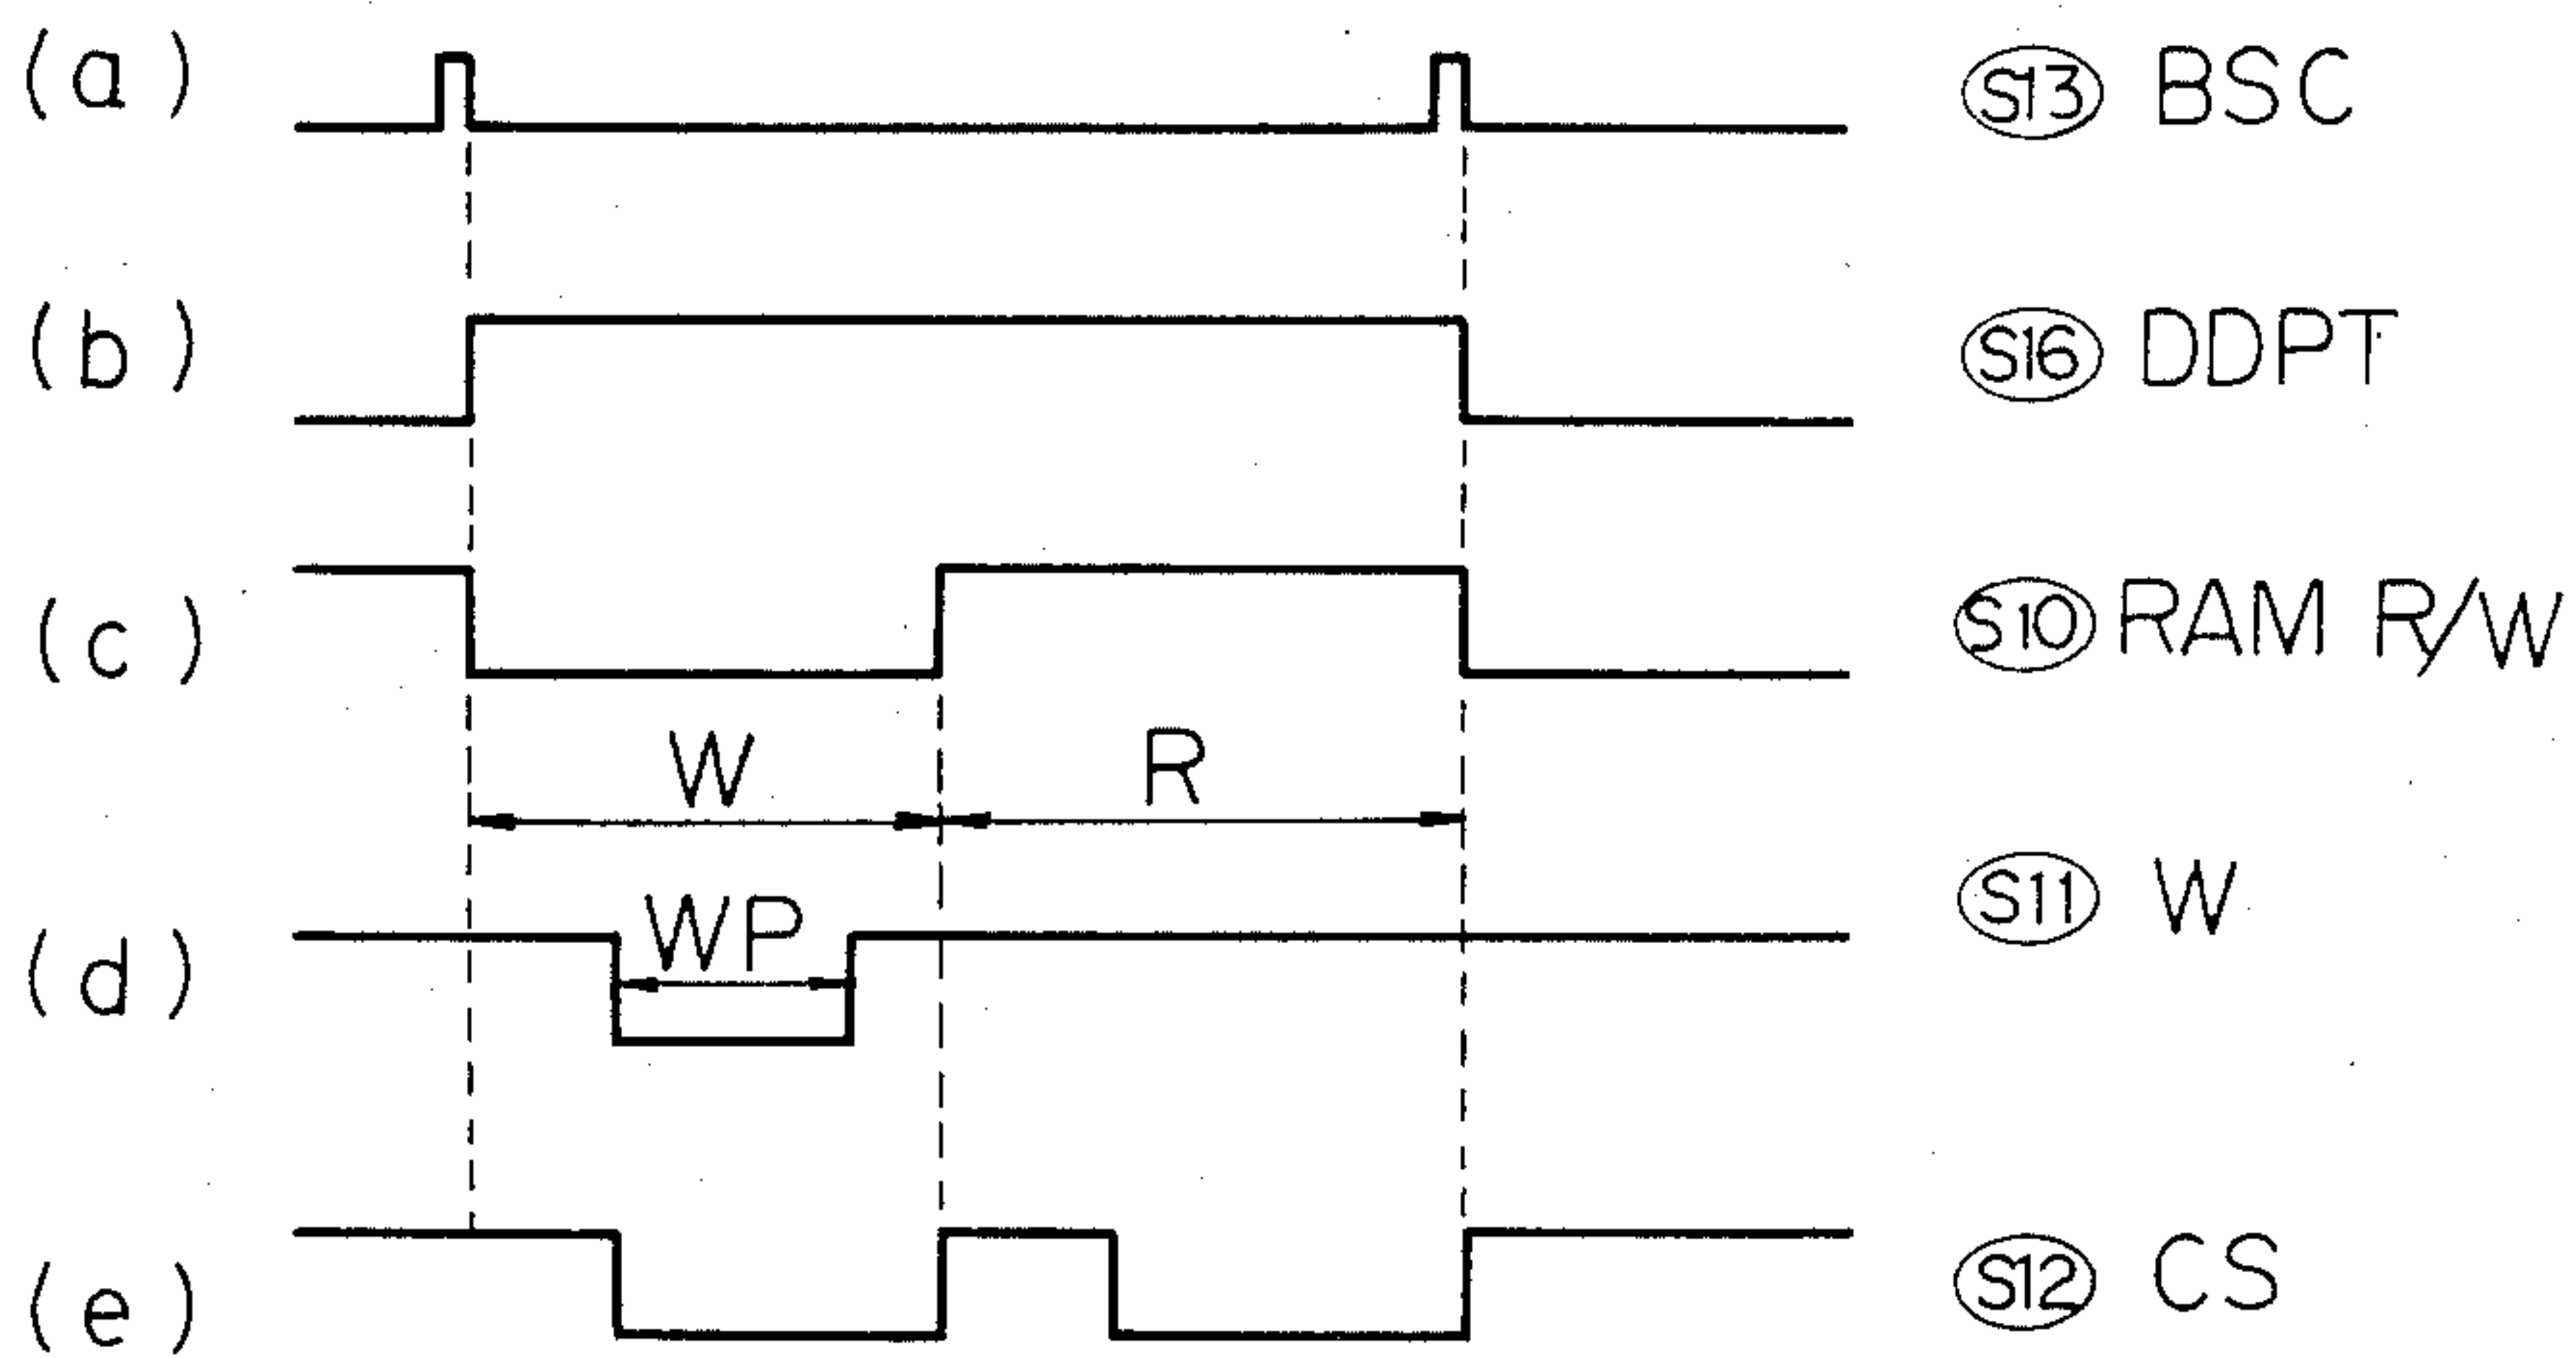 (a) S13 BSC
(b) S16 DDPT
(c) S10 RAM R/W
W R
S11 W
(d) WP
(e) S12 CS